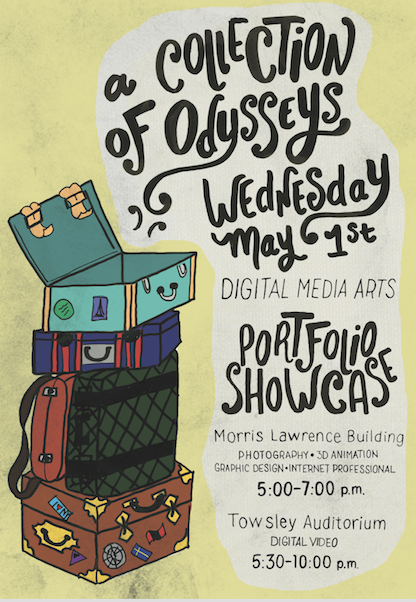 a COLLECTION
OF OdYSSEYS
WEDNESdaY
May 1st
DIGITAL MEDIA ARTS
PORTFOLIO
SHOWCASE
Morris Lawrence Building
PHOTOGRAPHY • 3D ANIMATION
GRAPHIC DESIGN • INTERNET PROFESSIONAL
5:00-7:00 p.m.
Towsley Auditorium
DIGITAL VIDEO
5:30-10:00 p.m.